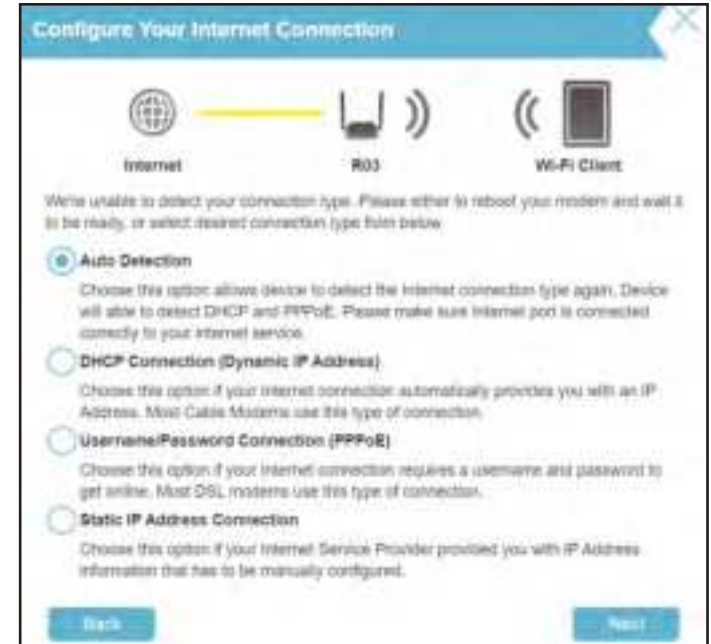 Configure Your Internet Connection
Internet
R03
Wi-Fi Client
We're unable to detect your connection type. Please either to reboot your modem and wait it
to be ready, or select desired connection type from below
Auto Detection
Choose this option allows device to detect the Internet connection type again. Device
will able to detect DHCP and PPPoE. Please make sure Internet port is connected
correctly to your internet service.
DHCP Connection (Dynamic IP Address)
Choose this option if your Internet connection automatically provides you with an IP
Address. Most Cable Modems use this type of connection.
Username/Password Connection (PPPoE)
Choose this option if your Internet connection requires a username and password to
get online. Most DSL modems use this type of connection.
Static IP Address Connection
Choose this option if your Internet Service Provider provided you with IP Address
information that has to be manually configured.
Back
Next